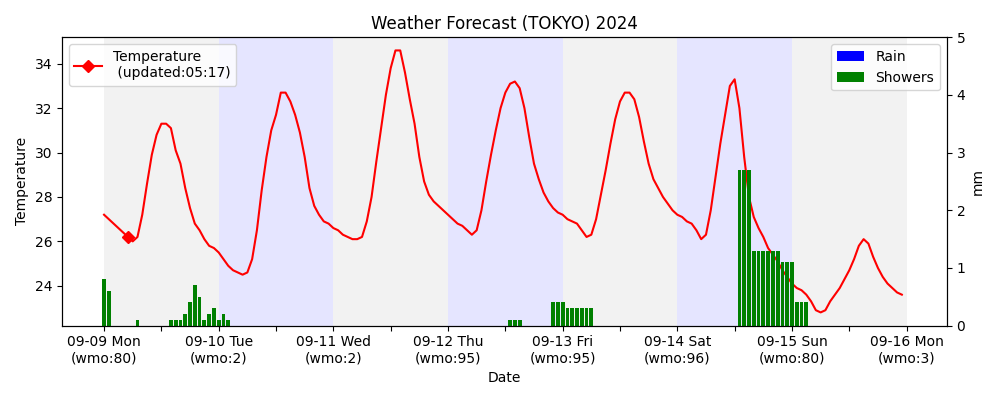 Weather Forecast (TOKYO) 2024
Temperature
(updated:05:17)
Rain
Showers
34
32
30
28
26
24
Temperature
5
4
3
2
1
0
mm
09-09 Mon
(wmo:80)
09-10 Tue
(wmo:2)
09-11 Wed
(wmo:2)
09-12 Thu
(wmo:95)
09-13 Fri
(wmo:95)
09-14 Sat
(wmo:96)
09-15 Sun
(wmo:80)
09-16 Mon
(wmo:3)
Date